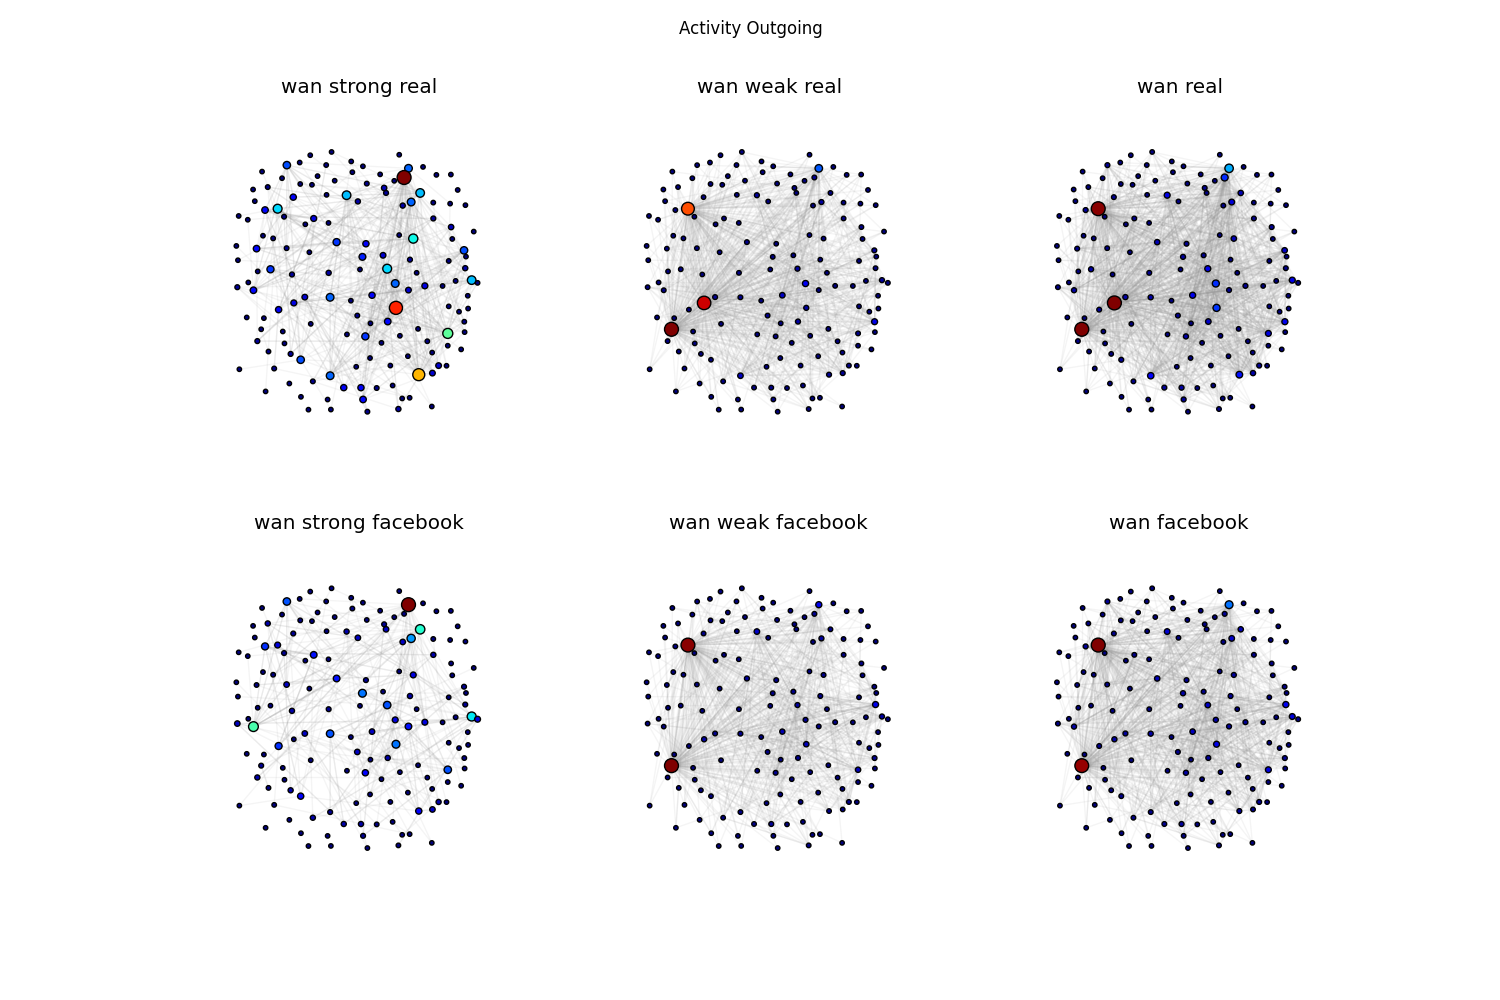 Activity Outgoing
wan strong real
wan weak real
wan real
wan strong facebook
wan weak facebook
wan facebook